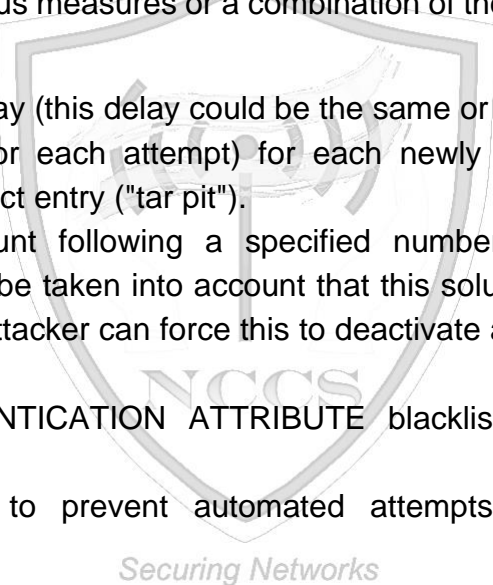 us measures or a combination of the
ay (this delay could be the same or
or each attempt) for each newly
ct entry ("tar pit").
unt following a specified number
be taken into account that this solu
ttacker can force this to deactivate a
NCCS
NTICATION ATTRIBUTE blacklis
to prevent automated attempts
Securing Networks